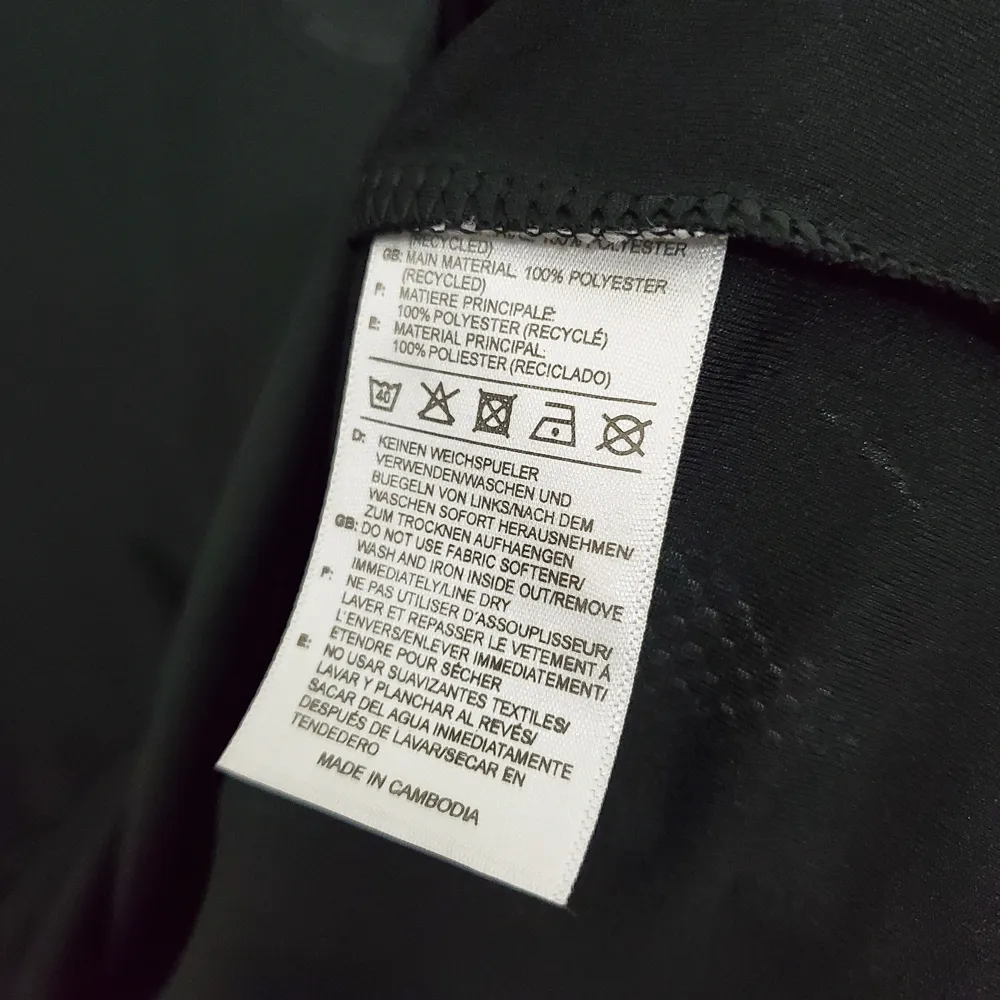 100% POLYESTER
(RECYCLED)
GB: MAIN MATERIAL 100% POLYESTER
(RECYCLED)
F: MATIERE PRINCIPALE:
100% POLYESTER (RECYCLÉ)
E: MATERIAL PRINCIPAL:
100% POLIESTER (RECICLADO)
40
D: KEINEN WEICHSPUELER
VERWENDEN/WASCHEN UND
BUEGELN VON LINKS/NACH DEM
WASCHEN SOFORT HERAUSNEHMEN/
ZUM TROCKNEN AUFHAENGEN
GB: DO NOT USE FABRIC SOFTENER/
WASH AND IRON INSIDE OUT/REMOVE
IMMEDIATELY/LINE DRY
F: NE PAS UTILISER D'ASSOUPLISSEUR/
LAVER ET REPASSER LE VETEMENT À
L'ENVERS/ENLEVER IMMEDIATEMENT/
ETENDRE POUR SÉCHER
E: NO USAR SUAVIZANTES TEXTILES/
LAVAR Y PLANCHAR AL REVÉS/
SACAR DEL AGUA INMEDIATAMENTE
DESPUÉS DE LAVAR/SECAR EN
TENDEDERO
MADE IN CAMBODIA